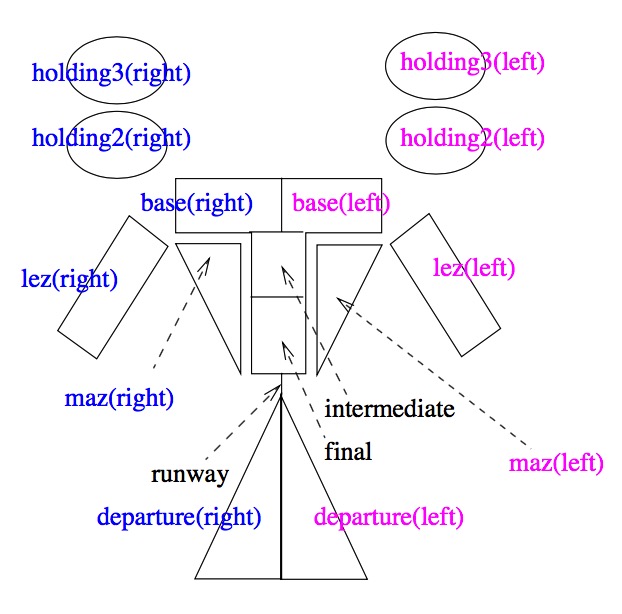 holding3(right)
holding3(left)
holding2(right)
holding2(left)
base(right)
base(left)
lez(right)
lez(left)
maz(right)
intermediate
final
maz(left)
runway
departure(right)
departure(left)